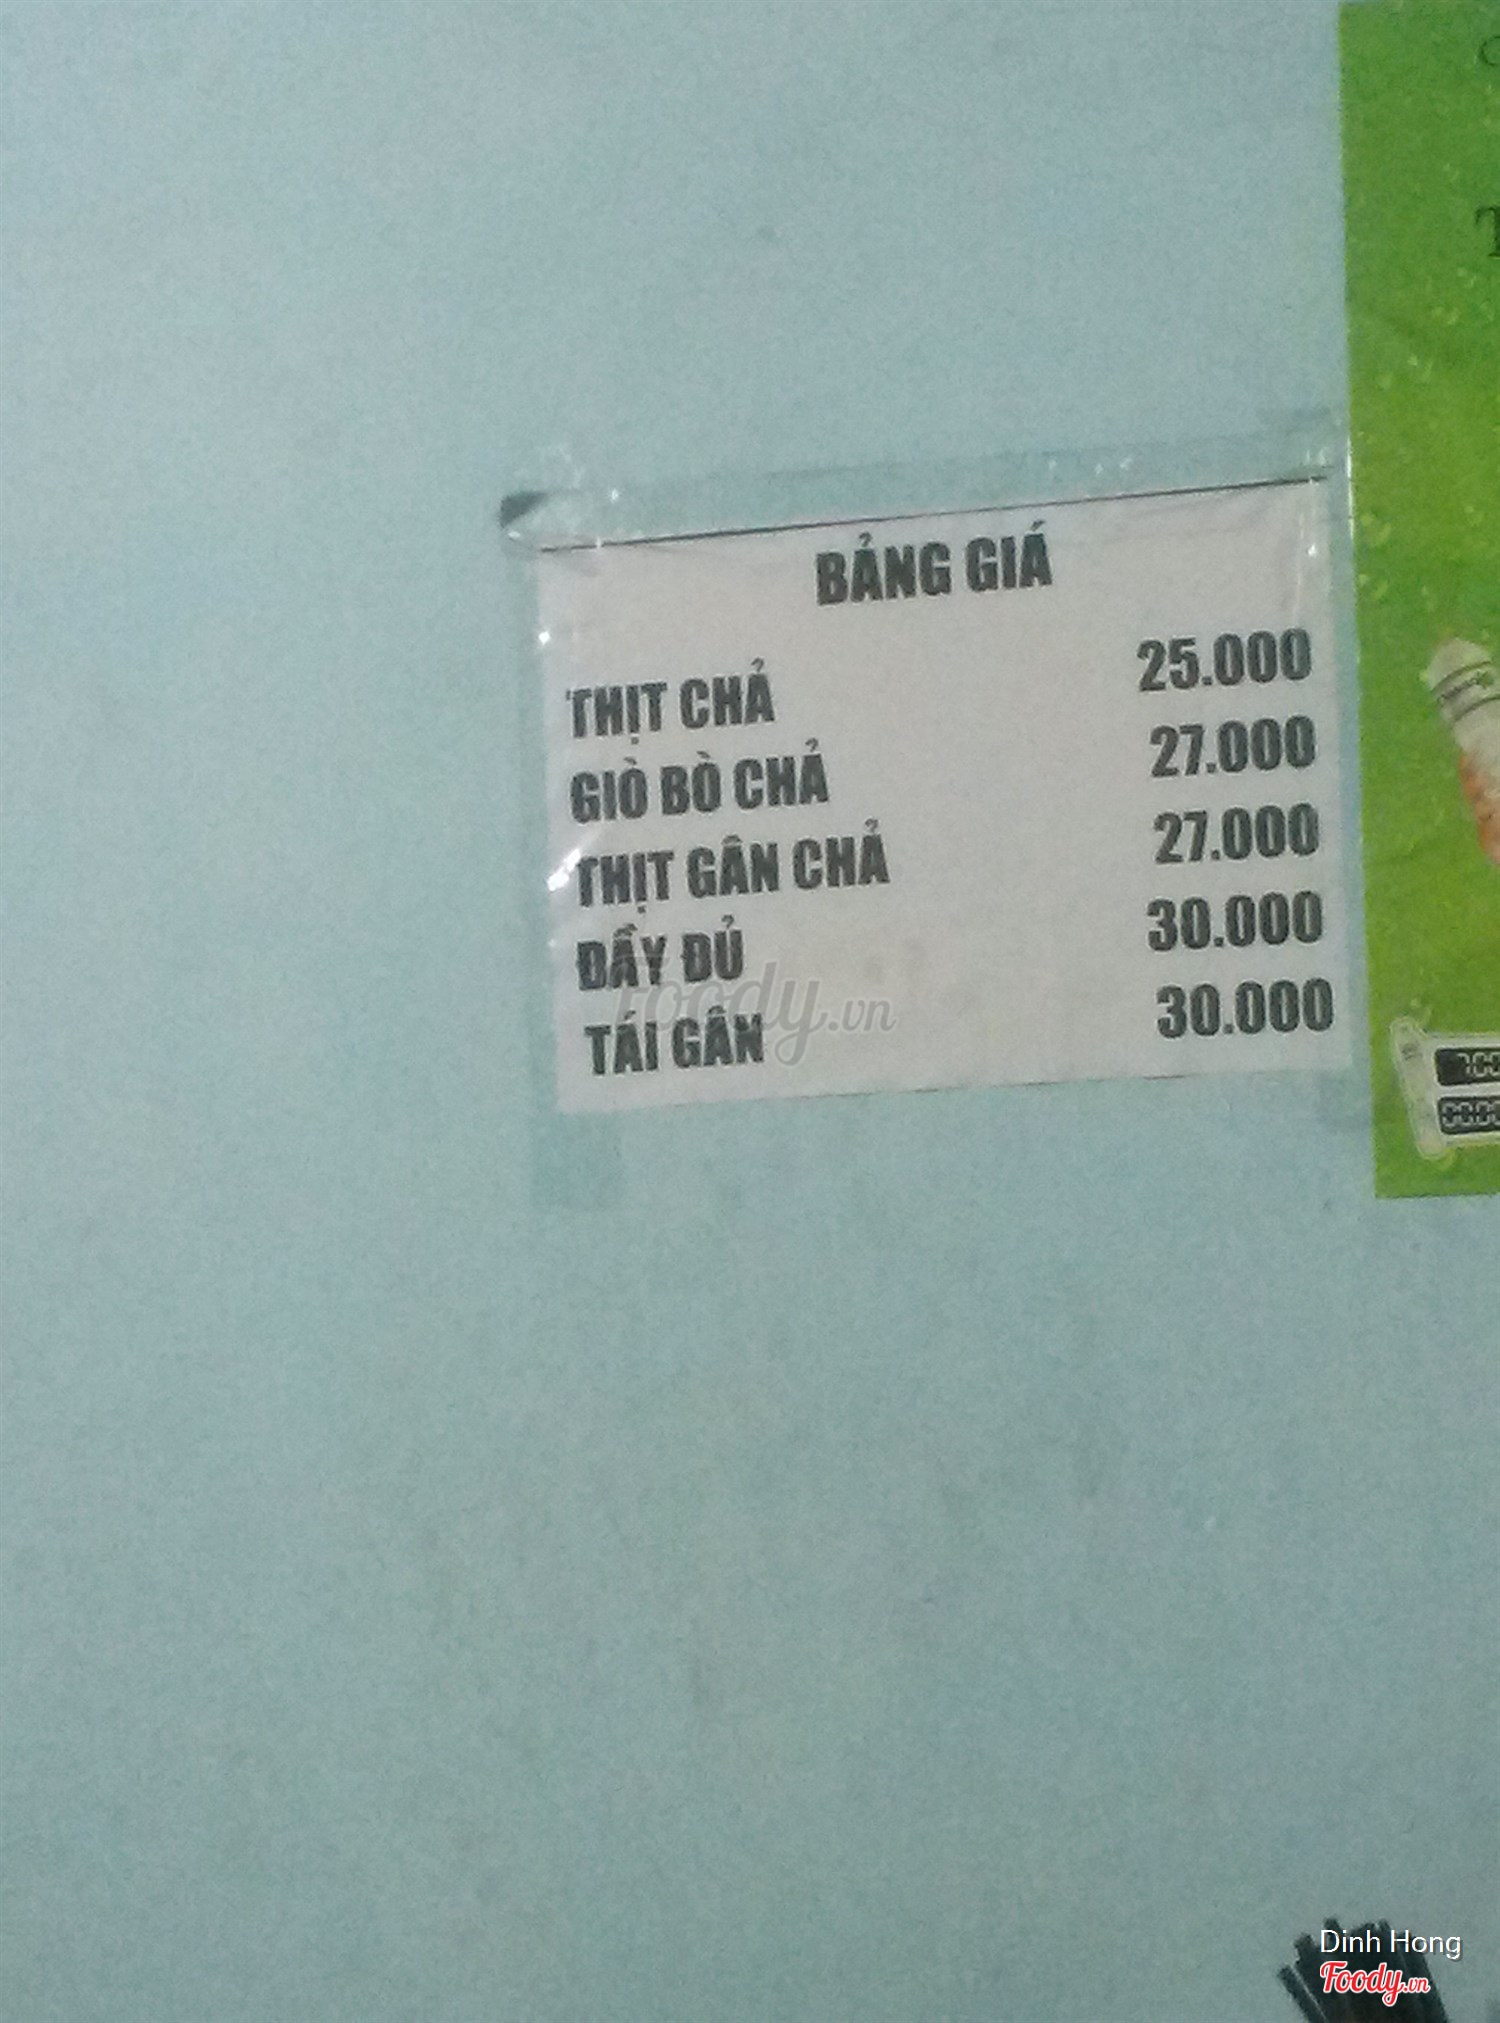 BẢNG GIÁ
THỊT CHẢ 25.000
GIÒ BÒ CHẢ 27.000
THỊT GÂN CHẢ 27.000
ĐẦY ĐỦ 30.000
TÁI GÂN 30.000
Foody.vn
Dinh Hong
Foody.vn